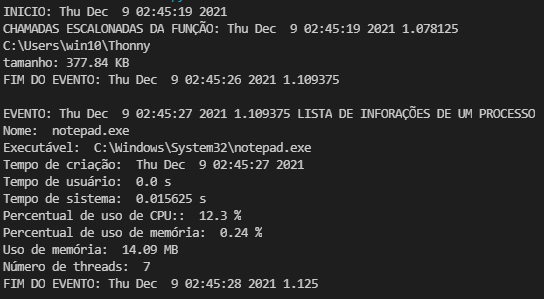 INICIO: Thu Dec  9 02:45:19 2021
CHAMADAS ESCALONADAS DA FUNÇÃO: Thu Dec  9 02:45:19 2021 1.078125
C:\Users\win10\Thonny
tamanho: 377.84 KB
FIM DO EVENTO: Thu Dec  9 02:45:26 2021 1.109375

EVENTO: Thu Dec  9 02:45:27 2021 1.109375 LISTA DE INFORAÇÕES DE UM PROCESSO
Nome:  notepad.exe
Executável:  C:\Windows\System32\notepad.exe
Tempo de criação:  Thu Dec  9 02:45:27 2021
Tempo de usuário:  0.0 s
Tempo de sistema:  0.015625 s
Percentual de uso de CPU::  12.3 %
Percentual de uso de memória:  0.24 %
Uso de memória:  14.09 MB
Número de threads:  7
FIM DO EVENTO: Thu Dec  9 02:45:28 2021 1.125